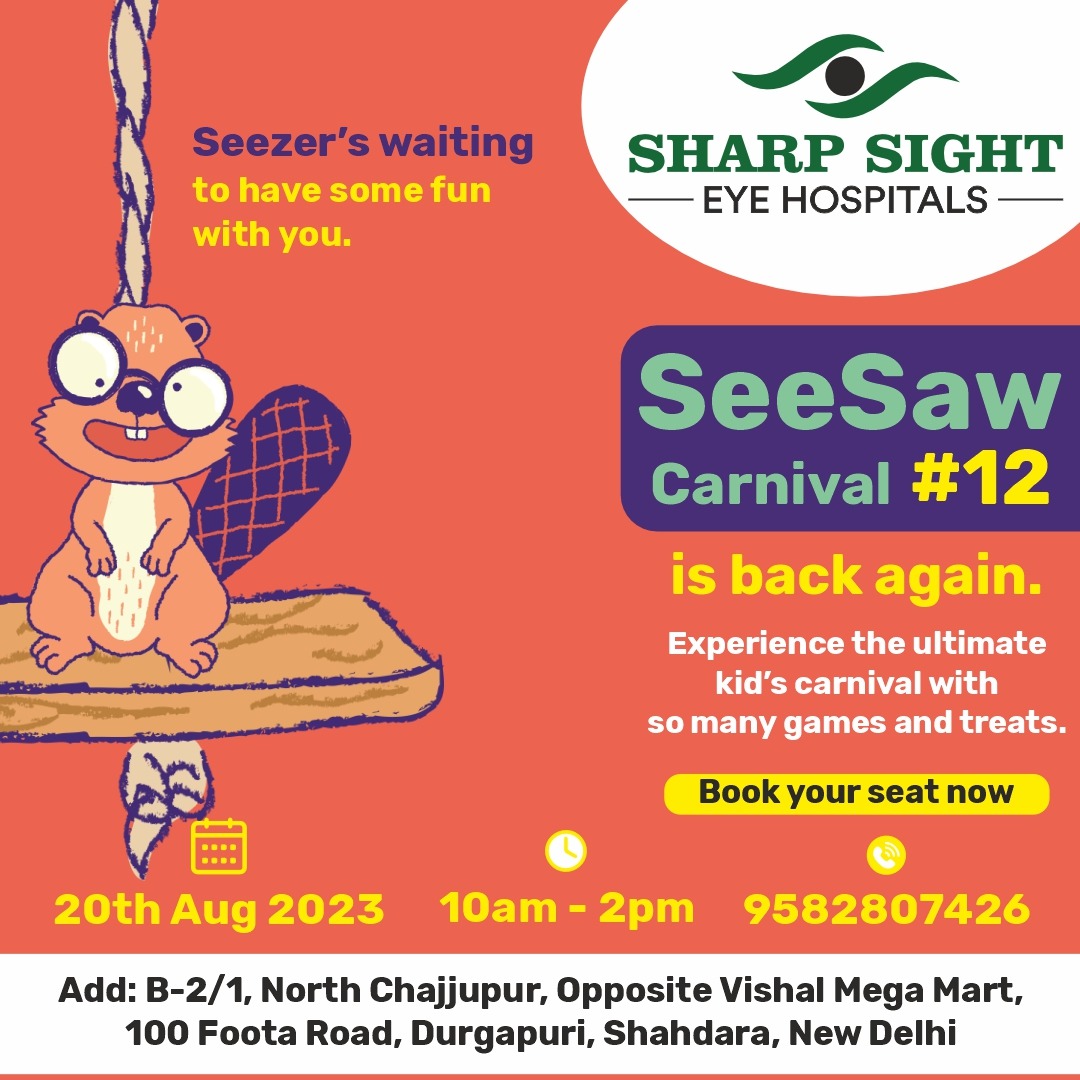 Seezer's waiting
to have some fun
with you.
SHARP SIGHT
EYE HOSPITALS
SeeSaw
Carnival #12
is back again.
Experience the ultimate
kid's carnival with
so many games and treats.
Book your seat now
20th Aug 2023
10am - 2pm
9582807426
Add: B-2/1, North Chajjupur, Opposite Vishal Mega Mart,
100 Foota Road, Durgapuri, Shahdara, New Delhi